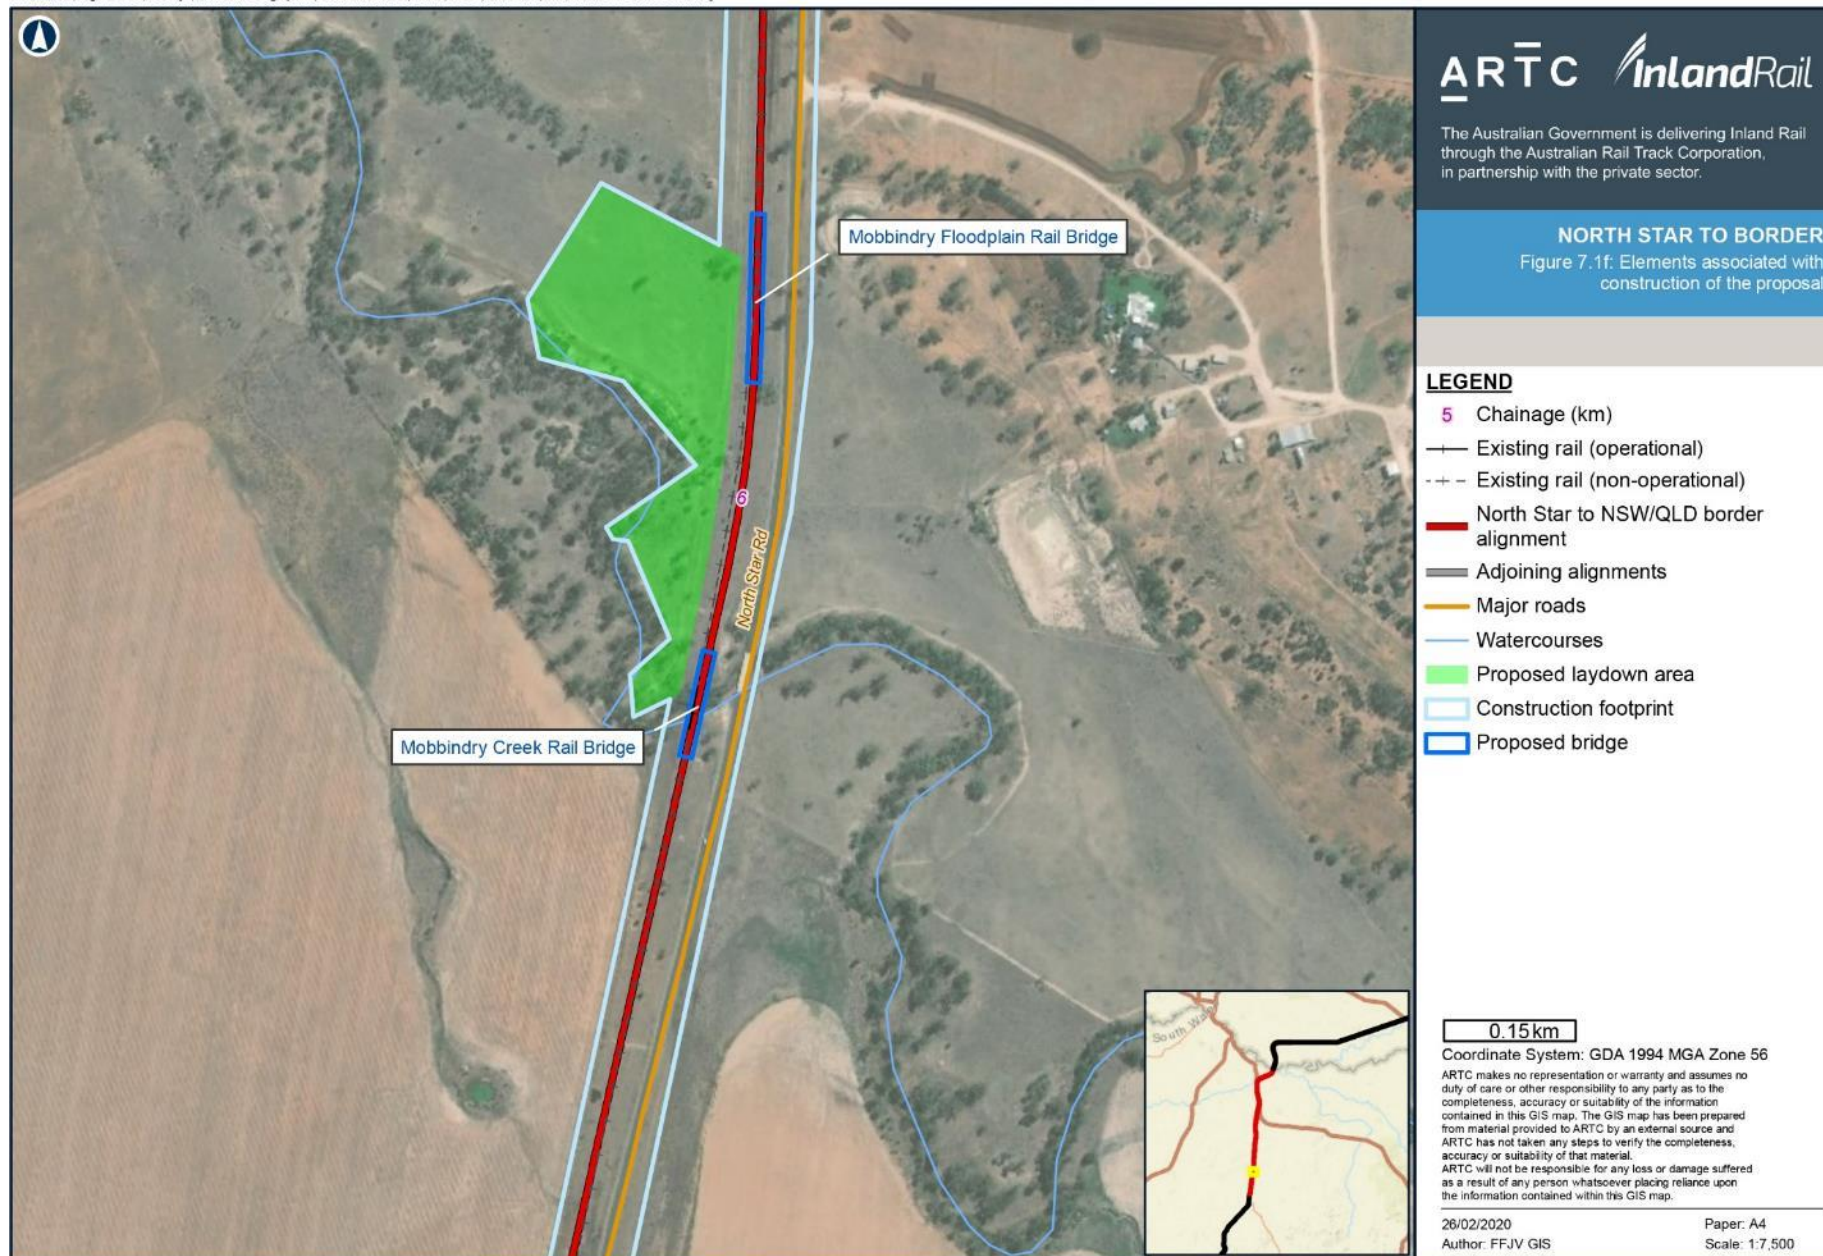 ARTC InlandRail
The Australian Government is delivering Inland Rail
through the Australian Rail Track Corporation,
in partnership with the private sector.
NORTH STAR TO BORDER
Figure 7.1f: Elements associated with
construction of the proposal
Mobbindry Floodplain Rail Bridge
6
North Star Rd
Mobbindry Creek Rail Bridge
LEGEND
5 Chainage (km)
Existing rail (operational)
Existing rail (non-operational)
North Star to NSW/QLD border
alignment
Adjoining alignments
Major roads
Watercourses
Proposed laydown area
Construction footprint
Proposed bridge
South Wales
0.15km
Coordinate System: GDA 1994 MGA Zone 56
ARTC makes no representation or warranty and assumes no
duty of care or other responsibility to any party as to the
completeness, accuracy or suitability of the information
contained in this GIS map. The GIS map has been prepared
from material provided to ARTC by an external source and
ARTC has not taken any steps to verify the completeness,
accuracy or suitability of that material.
ARTC will not be responsible for any loss or damage suffered
as a result of any person whatsoever placing reliance upon
the information contained within this GIS map.
26/02/2020 Paper: A4
Author: FFJV GIS Scale: 1:7,500